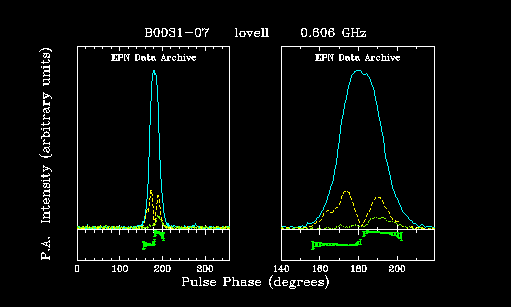 B0031-07 lovell 0.606 GHz
EPN Data Archive
EPN Data Archive
P.A. Intensity (arbitrary units)
0 100 200 300
140 160 180 200
Pulse Phase (degrees)